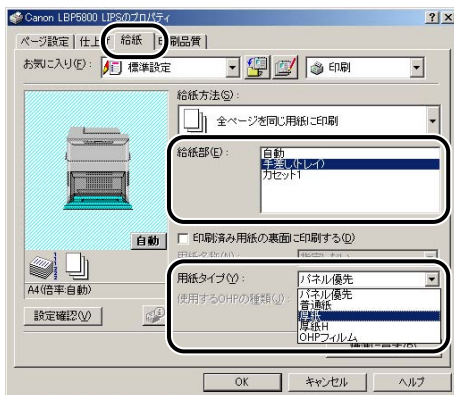 Canon LBP5800 LIPSのプロパティ
ページ設定
仕上げ
給紙
印刷品質
お気に入り(F):
標準設定
印刷
給紙方法(S):
全ページを同じ用紙に印刷
給紙部(E):
自動
手差し(トレイ)
カセット1
自動
印刷済み用紙の裏面に印刷する(D)
A4(倍率:自動)
用紙タイプ(Y):
パネル優先
使用するOHPの種類(J):
パネル優先
普通紙
厚紙
厚紙H
OHPフィルム
設定確認(V)
OK
キャンセル
ヘルプ